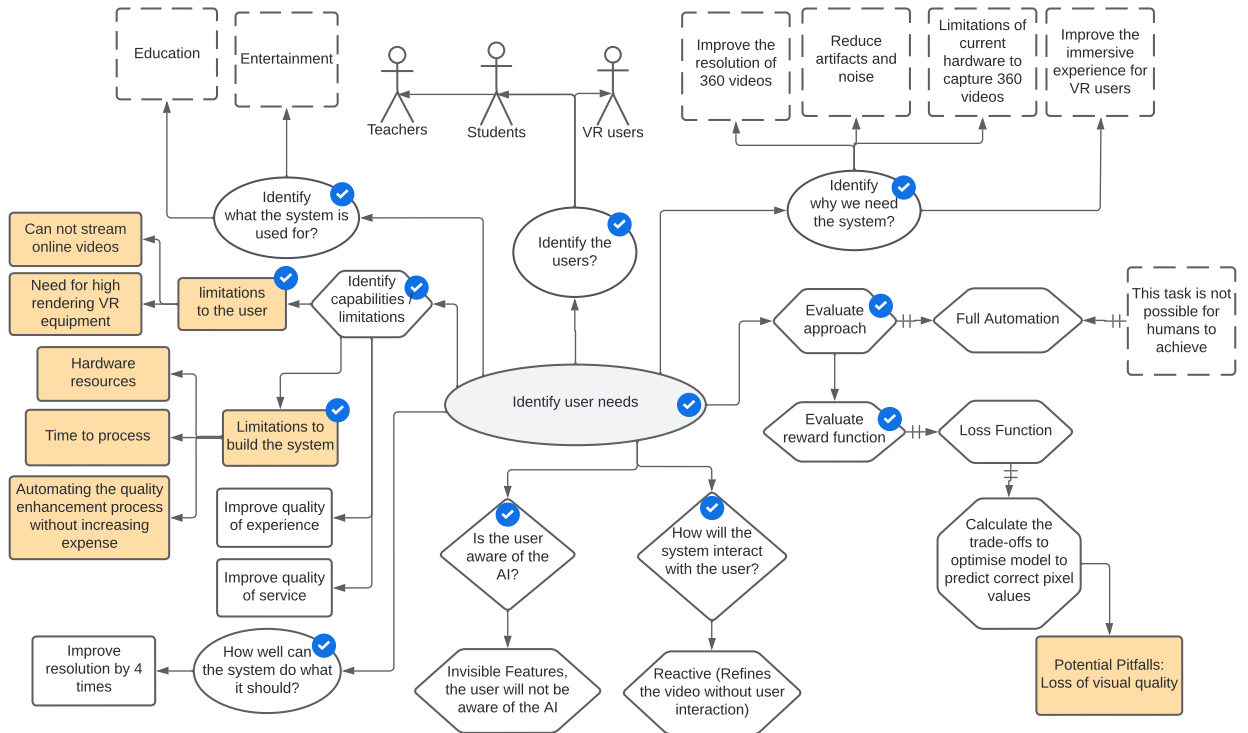 Education
Entertainment
Teachers
Students
VR users
Improve the
resolution of
360 videos
Reduce
artifacts and
noise
Limitations of
current
hardware to
capture 360
videos
Improve the
immersive
experience for
VR users
Identify
what the system is
used for?
Identify the
users?
Identify
why we need
the system?
Can not stream
online videos
Need for high
rendering VR
equipment
limitations
to the user
Identify
capabilities /
limitations
Evaluate
approach
Full Automation
This task is not
possible for
humans to
achieve
Hardware
resources
Time to process
Automating the quality
enhancement process
without increasing
expense
Limitations to
build the system
Identify user needs
Evaluate
reward function
Loss Function
Improve quality
of experience
Improve quality
of service
Is the user
aware of the
AI?
How will the
system interact
with the user?
Calculate the
trade-offs to
optimise model to
predict correct pixel
values
Improve
resolution by 4
times
How well can
the system do what
it should?
Invisible Features,
the user will not be
aware of the AI
Reactive (Refines
the video without user
interaction)
Potential Pitfalls:
Loss of visual quality